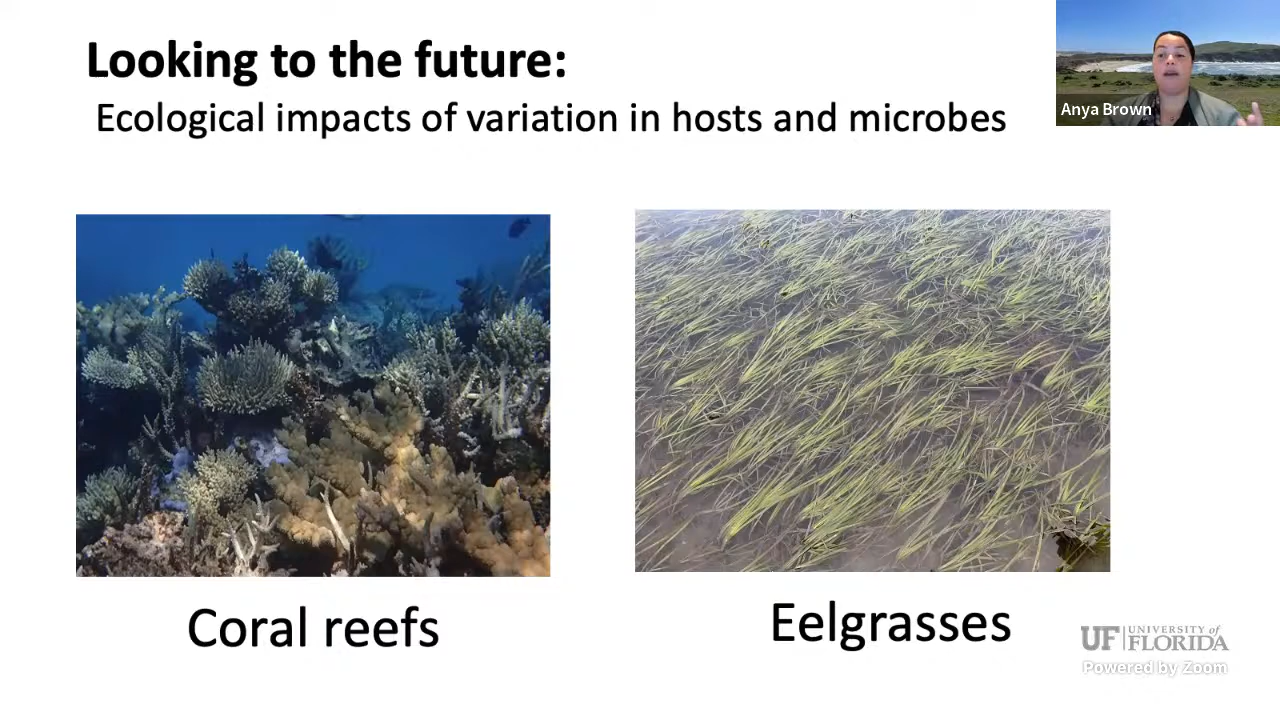 Looking to the future:
Ecological impacts of variation in hosts and microbes
Anya Brown
Coral reefs
Eelgrasses
UF UNIVERSITY of
FLORIDA
Powered by Zoom